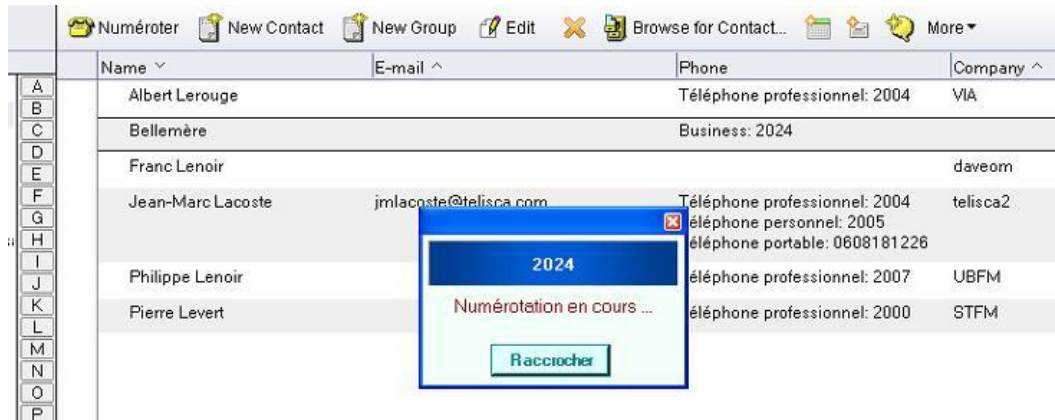 Numéroter New Contact New Group Edit Browse for Contact... More
Name E-mail Phone Company
A
B
C
D
E
F
G
H
I
J
K
L
M
N
O
P
Albert Lerouge Téléphone professionnel: 2004 VIA
Bellemère Business: 2024
Franc Lenoir daveom
Jean-Marc Lacoste jmlacoste@telisca.com Téléphone professionnel: 2004 telisca2
éléphone personnel: 2005
éléphone portable: 0608181226
Philippe Lenoir éléphone professionnel: 2007 UBFM
Pierre Levert éléphone professionnel: 2000 STFM
2024
Numérotation en cours ...
Raccrocher